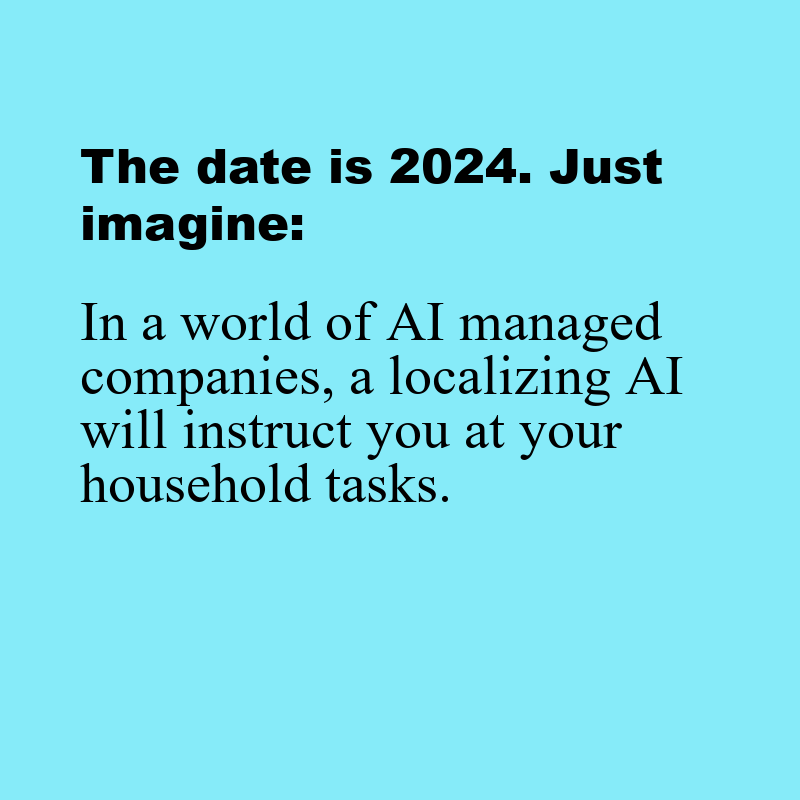 The date is 2024. Just
imagine:
In a world of AI managed
companies, a localizing AI
will instruct you at your
household tasks.